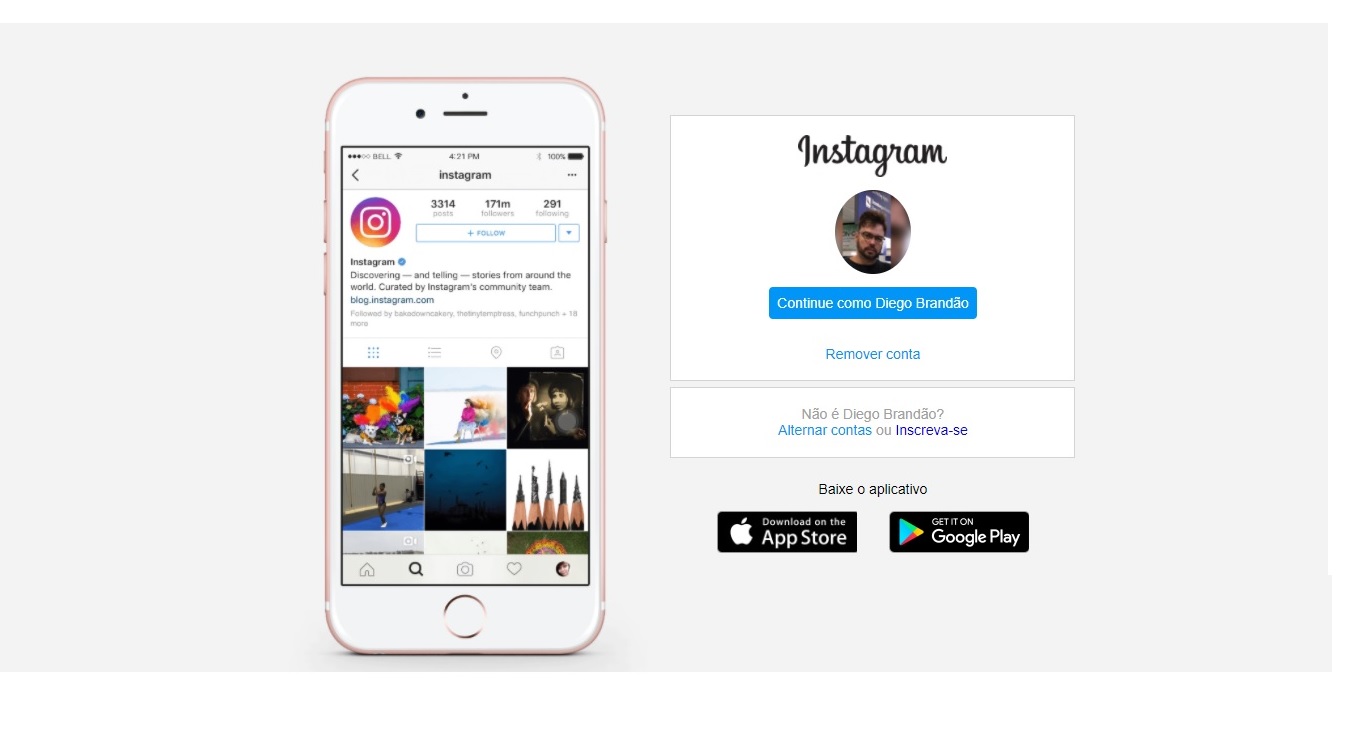 BELL 4:21 PM 100%
instagram
3314 171m 291
posts followers following
+ FOLLOW
Instagram
Discovering — and telling — stories from around the
world. Curated by Instagram's community team.
blog.instagram.com
Followed by bakadowncakery, thetinytemptress, funchpunch + 18
more
Instagram
Continue como Diego Brandão
Remover conta
Não é Diego Brandão?
Alternar contas ou Inscreva-se
Baixe o aplicativo
Download on the
App Store
GET IT ON
Google Play